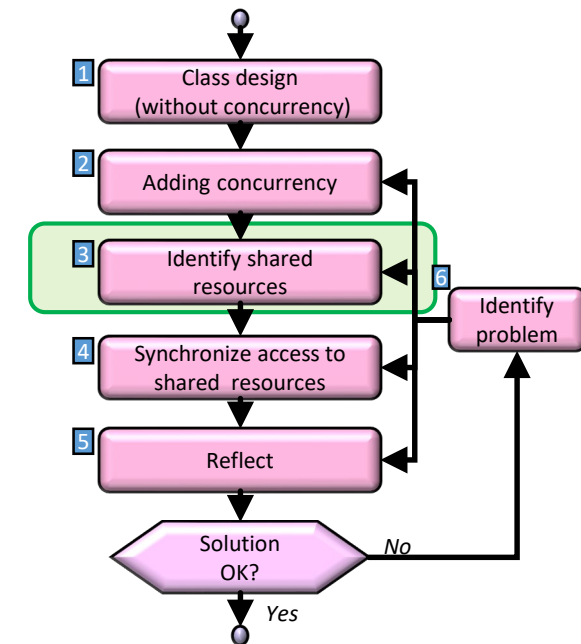 1
Class design
(without concurrency)
2
Adding concurrency
3
Identify shared
resources
6
Identify
problem
4
Synchronize access to
shared resources
5
Reflect
Solution
OK?
No
Yes